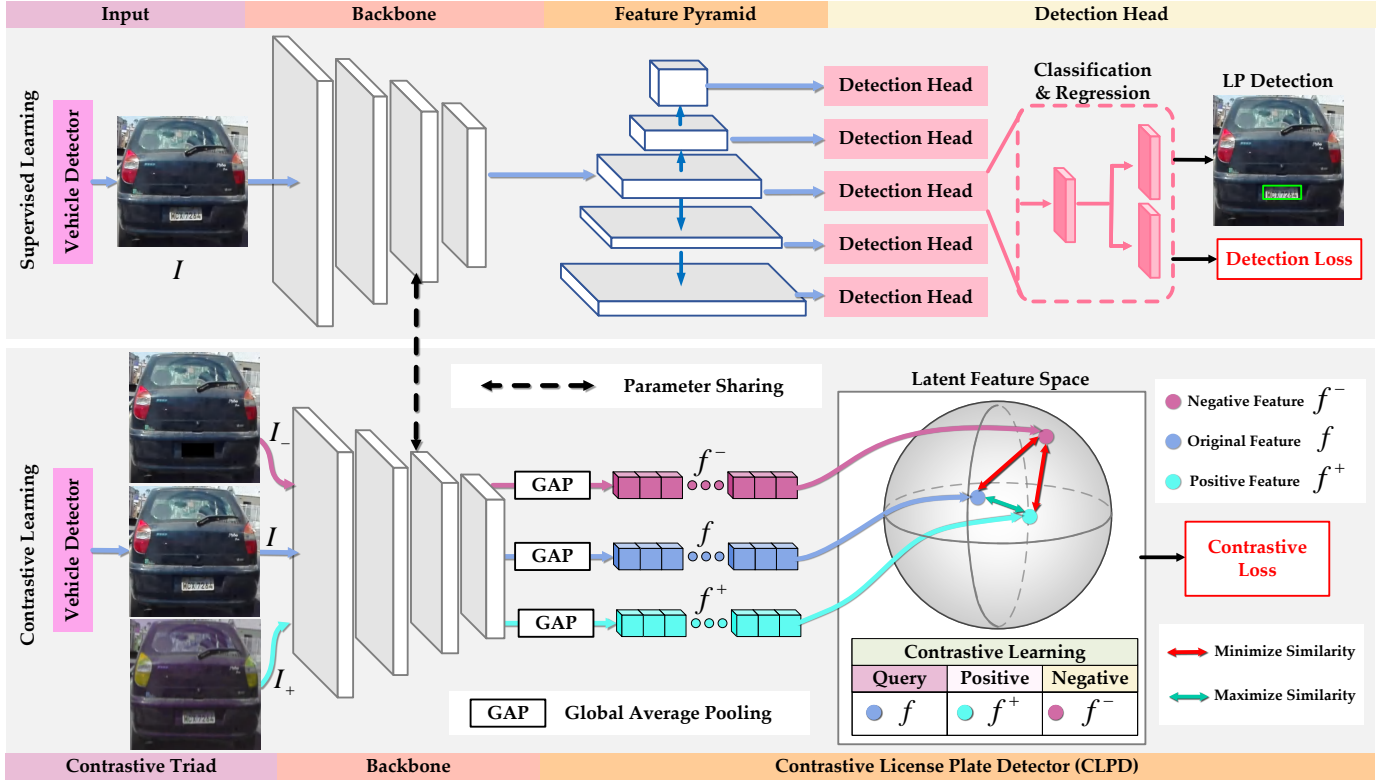 Input
Backbone
Feature Pyramid
Detection Head
Supervised Learning
Vehicle Detector
I
Detection Head
Detection Head
Detection Head
Detection Head
Detection Head
Classification
& Regression
LP Detection
Detection Loss
Contrastive Learning
Vehicle Detector
I_
I
I+
Parameter Sharing
GAP
f⁻
GAP
f
GAP
f⁺
GAP
Global Average Pooling
Latent Feature Space
Negative Feature f⁻
Original Feature f
Positive Feature f⁺
Contrastive
Loss
Contrastive Learning
Query Positive Negative
f f⁺ f⁻
Minimize Similarity
Maximize Similarity
Contrastive Triad
Backbone
Contrastive License Plate Detector (CLPD)